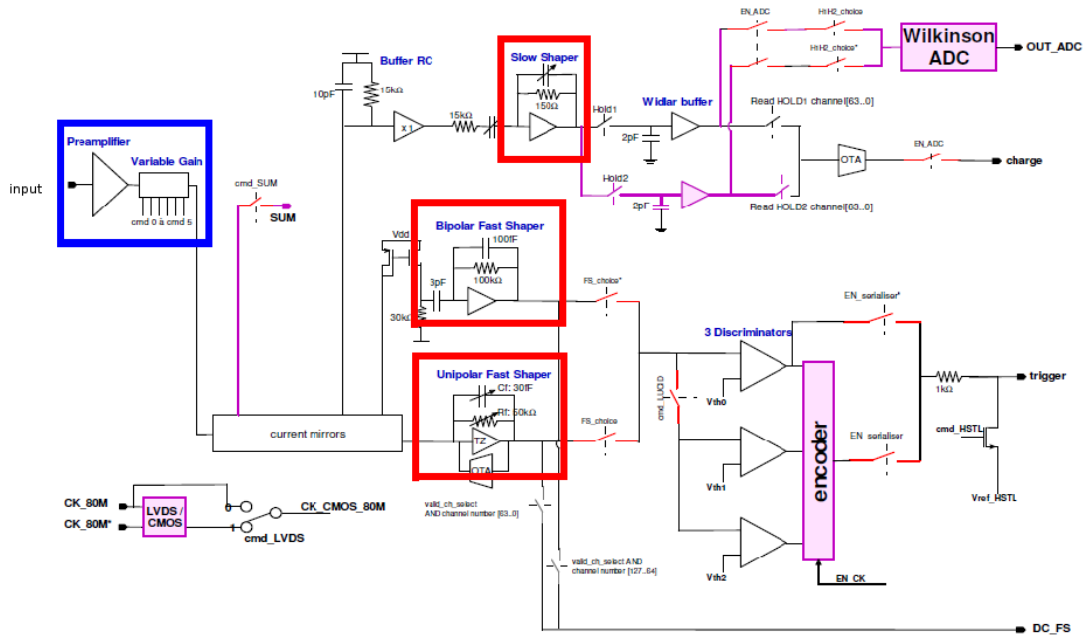 EN_ADC
HtH2_choice
Wilkinson
ADC
OUT_ADC
HtH2_choice*
Buffer RC
10pF
15kΩ
x 1
15kΩ
Slow Shaper
150Ω
Hold1
2pF
Widlar buffer
Read HOLD1 channel[63..0]
OTA
EN_ADC
charge
Hold2
2pF
Read HOLD2 channel[63..0]
Preamplifier
Variable Gain
input
cmd 0 à cmd 5
cmd_SUM
SUM
Vdd
Bipolar Fast Shaper
100fF
100kΩ
3pF
30kΩ
FS_choice*
Unipolar Fast Shaper
Cf: 30fF
Rf: 50kΩ
TZ
OTA
FS_choice
current mirrors
3 Discriminators
cmd_LUCID
Vth0
Vth1
Vth2
encoder
EN_serialiser*
EN_serialiser
1kΩ
trigger
cmd_HSTL
Vref_HSTL
EN_CK
CK_80M
CK_80M*
LVDS /
CMOS
0
1
CK_CMOS_80M
cmd_LVDS
valid_ch_select
AND channel number [63..0]
valid_ch_select AND
channel number [127..64]
DC_FS